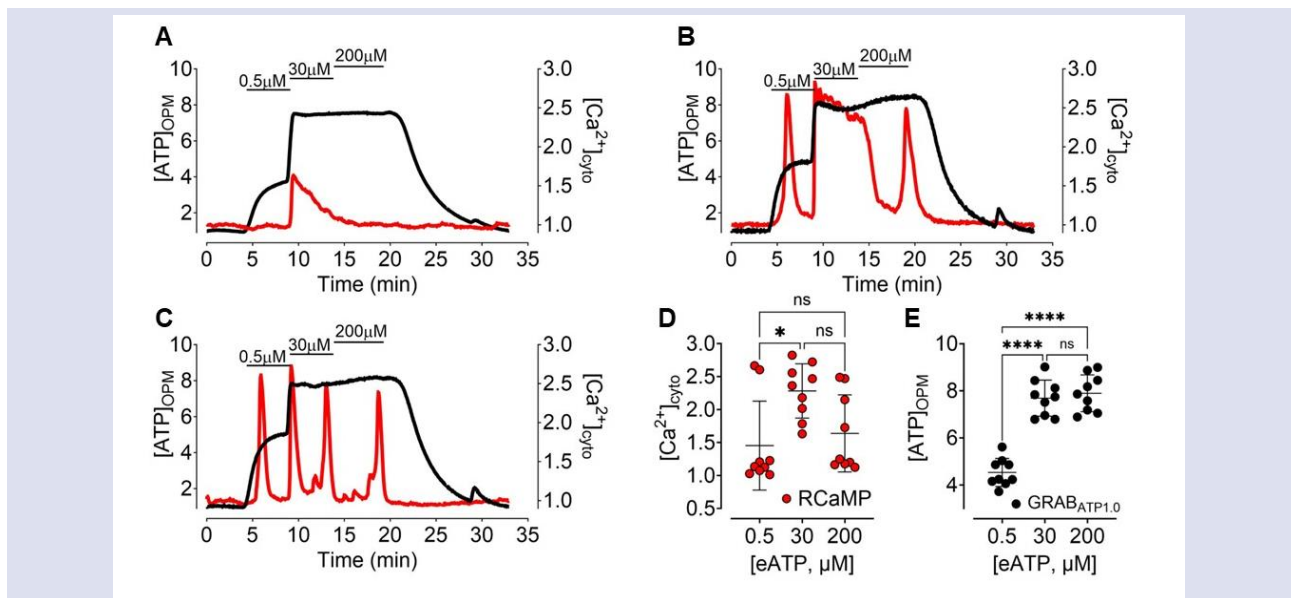 A
0.5μM
30μM
200μM
10
8
6
4
2
[ATP]OPM
3.0
2.5
2.0
1.5
1.0
[Ca2+]cyto
0 5 10 15 20 25 30 35
Time (min)
B
0.5μM
30μM
200μM
10
8
6
4
2
[ATP]OPM
3.0
2.5
2.0
1.5
1.0
[Ca2+]cyto
0 5 10 15 20 25 30 35
Time (min)
C
0.5μM
30μM
200μM
10
8
6
4
2
[ATP]OPM
3.0
2.5
2.0
1.5
1.0
[Ca2+]cyto
0 5 10 15 20 25 30 35
Time (min)
D
ns
* ns
3.0
2.5
2.0
1.5
1.0
0.5
[Ca2+]cyto
RCaMP
0.5 30 200
[eATP, μM]
E
****
**** ns
10
8
6
4
[ATP]OPM
GRABATP1.0
0.5 30 200
[eATP, μM]